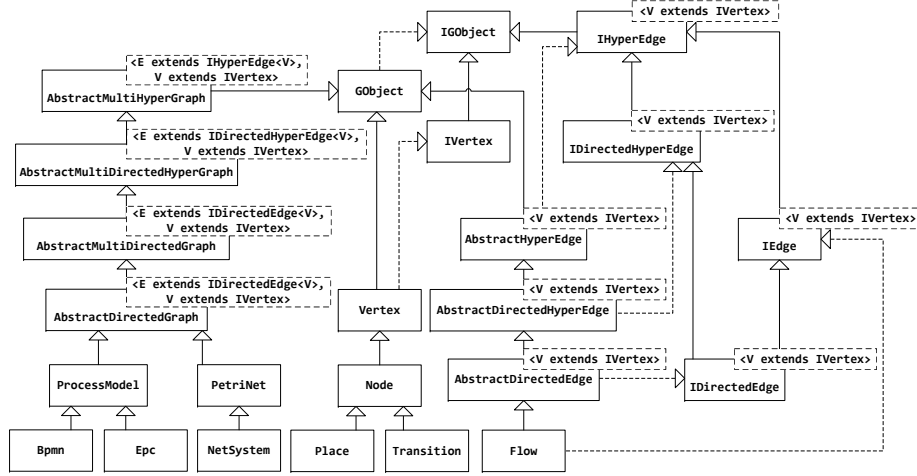 <V extends IVertex>
IGObject
IHyperEdge
<E extends IHyperEdge<V>,
V extends IVertex>
AbstractMultiHyperGraph
GObject
<V extends IVertex>
IDirectedHyperEdge
<E extends IDirectedHyperEdge<V>,
V extends IVertex>
AbstractMultiDirectedHyperGraph
IVertex
<E extends IDirectedEdge<V>,
V extends IVertex>
AbstractMultiDirectedGraph
<V extends IVertex>
AbstractHyperEdge
<V extends IVertex>
IEdge
<E extends IDirectedEdge<V>,
V extends IVertex>
AbstractDirectedGraph
Vertex
<V extends IVertex>
AbstractDirectedHyperEdge
<V extends IVertex>
AbstractDirectedEdge
<V extends IVertex>
IDirectedEdge
ProcessModel
PetriNet
Node
Bpmn
Epc
NetSystem
Place
Transition
Flow